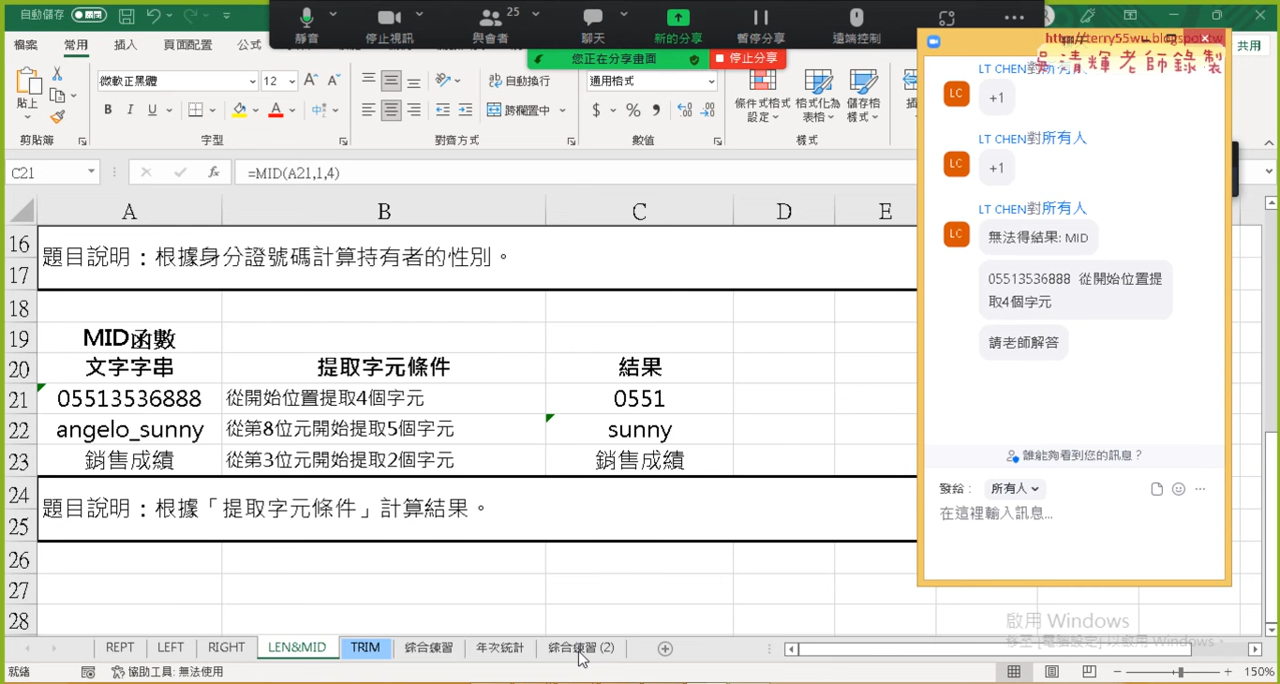 自動儲存
靜音
停止視訊
25
與會者
聊天
新的分享
暫停分享
遠端控制
您正在分享畫面
停止分享
檔案
常用
插入
頁面配置
公式
共用
貼上
微軟正黑體
12
自動換行
跨欄置中
通用格式
條件式格式設定
格式化為表格
儲存格樣式
剪貼簿
字型
對齊方式
數值
樣式
C21
=MID(A21,1,4)
A B C D E
16 題目說明：根據身分證號碼計算持有者的性別。
17
18
19 MID函數
20 文字字串 提取字元條件 結果
21 05513536888 從開始位置提取4個字元 0551
22 angelo_sunny 從第8位元開始提取5個字元 sunny
23 銷售成績 從第3位元開始提取2個字元 銷售成績
24 題目說明：根據「提取字元條件」計算結果。
25
26
27
28
REPT LEFT RIGHT LEN&MID TRIM 綜合練習 年次統計 綜合練習 (2)
就緒
協助工具: 無法使用
150%
吳清輝老師錄製
LT CHEN對所有人
LC
+1
LT CHEN對所有人
LC
+1
LT CHEN對所有人
LC
無法得結果: MID
05513536888 從開始位置提
取4個字元
請老師解答
誰能夠看到您的訊息？
發給：
所有人
在這裡輸入訊息...
啟用 Windows
移至 [電腦設定] 以啟用 Windows。